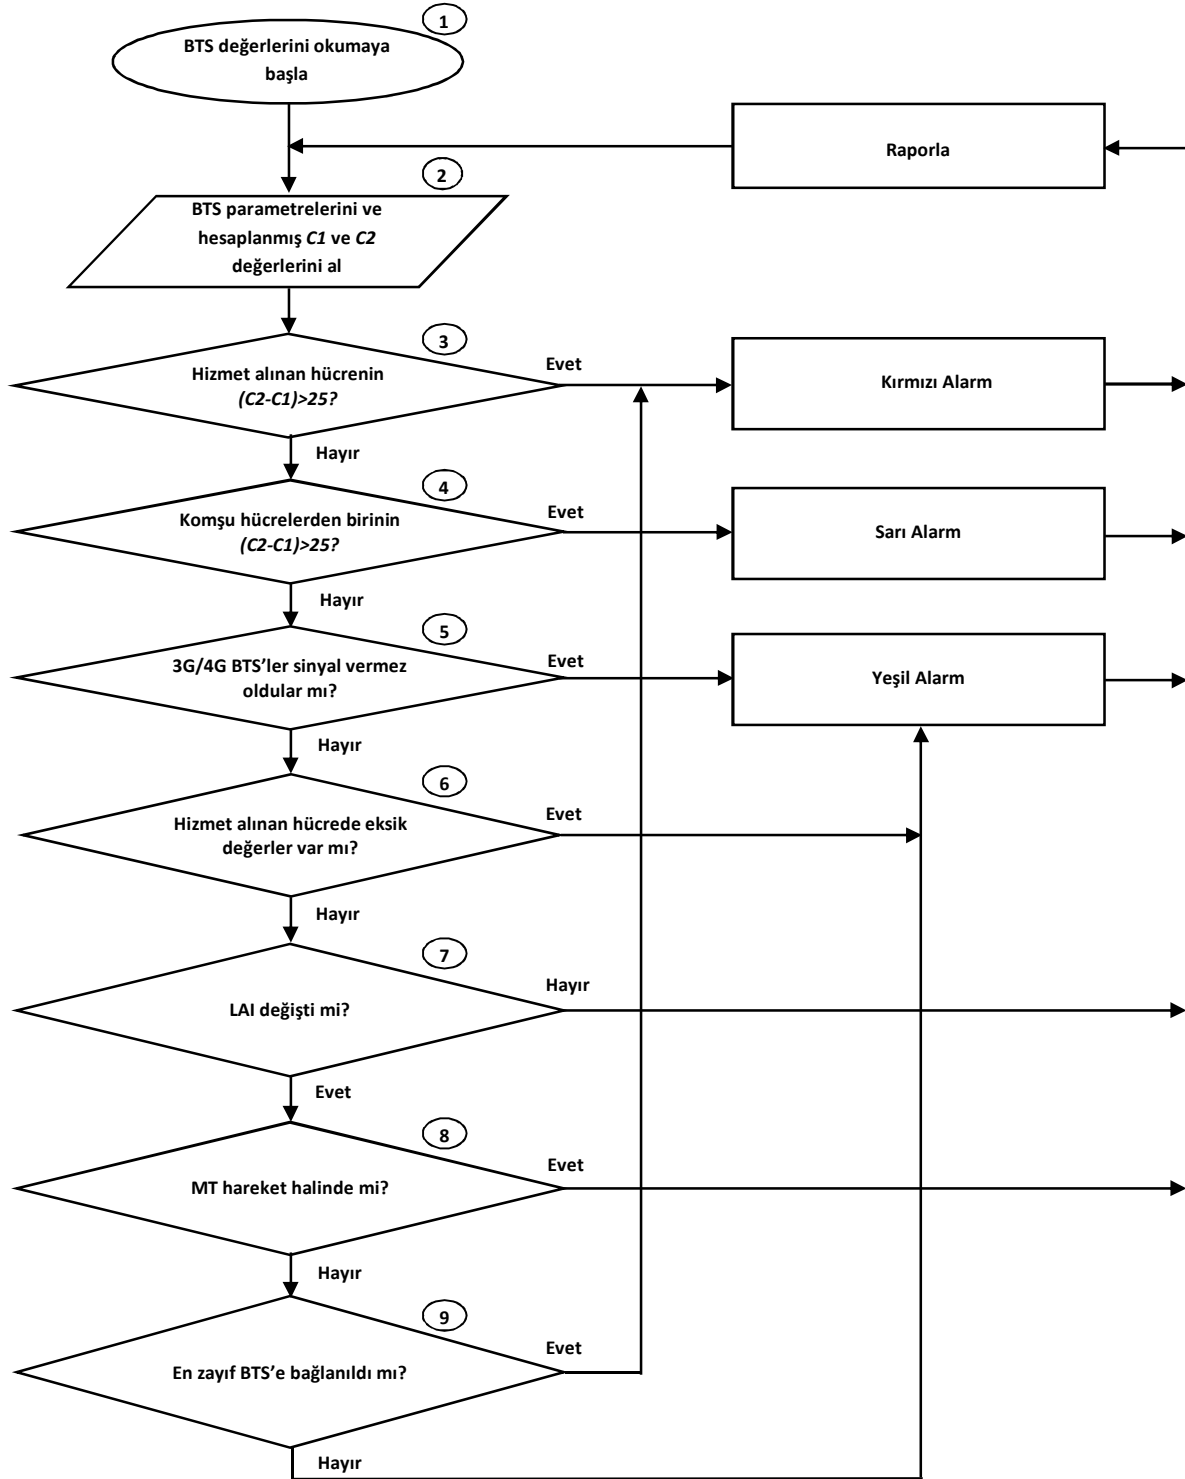 1
BTS değerlerini okumaya
başla
Raporla
2
BTS parametrelerini ve
hesaplanmış C1 ve C2
değerlerini al
3
Hizmet alınan hücrenin
(C2-C1)>25?
Evet
Kırmızı Alarm
Hayır
4
Komşu hücrelerden birinin
(C2-C1)>25?
Evet
Sarı Alarm
Hayır
5
3G/4G BTS’ler sinyal vermez
oldular mı?
Evet
Yeşil Alarm
Hayır
6
Hizmet alınan hücrede eksik
değerler var mı?
Evet
Hayır
7
LAI değişti mi?
Hayır
Evet
8
MT hareket halinde mi?
Evet
Hayır
9
En zayıf BTS’e bağlanıldı mı?
Evet
Hayır